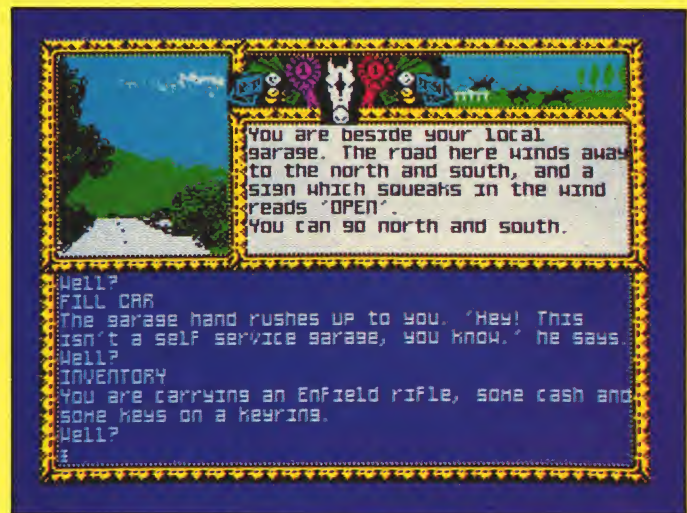 You are beside your local
garage. The road here winds away
to the north and south, and a
sign which squeaks in the wind
reads 'OPEN'.
You can go north and south.
Well?
FILL CAR
The garage hand rushes up to you. 'Hey! This
isn't a self service garage, you know.' he says.
Well?
INVENTORY
You are carrying an Enfield rifle, some cash and
some keys on a keyring.
Well?